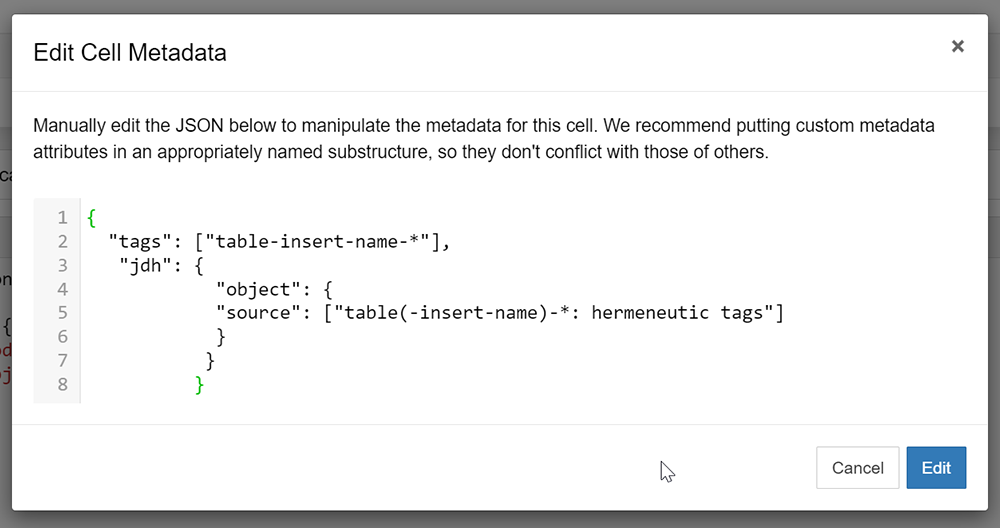 Edit Cell Metadata
×
Manually edit the JSON below to manipulate the metadata for this cell. We recommend putting custom metadata
attributes in an appropriately named substructure, so they don't conflict with those of others.
1 {
2 "tags": ["table-insert-name-*"],
3 "jdh": {
4 "object": {
5 "source": ["table(-insert-name)-*: hermeneutic tags"]
6 }
7 }
8 }
Cancel Edit